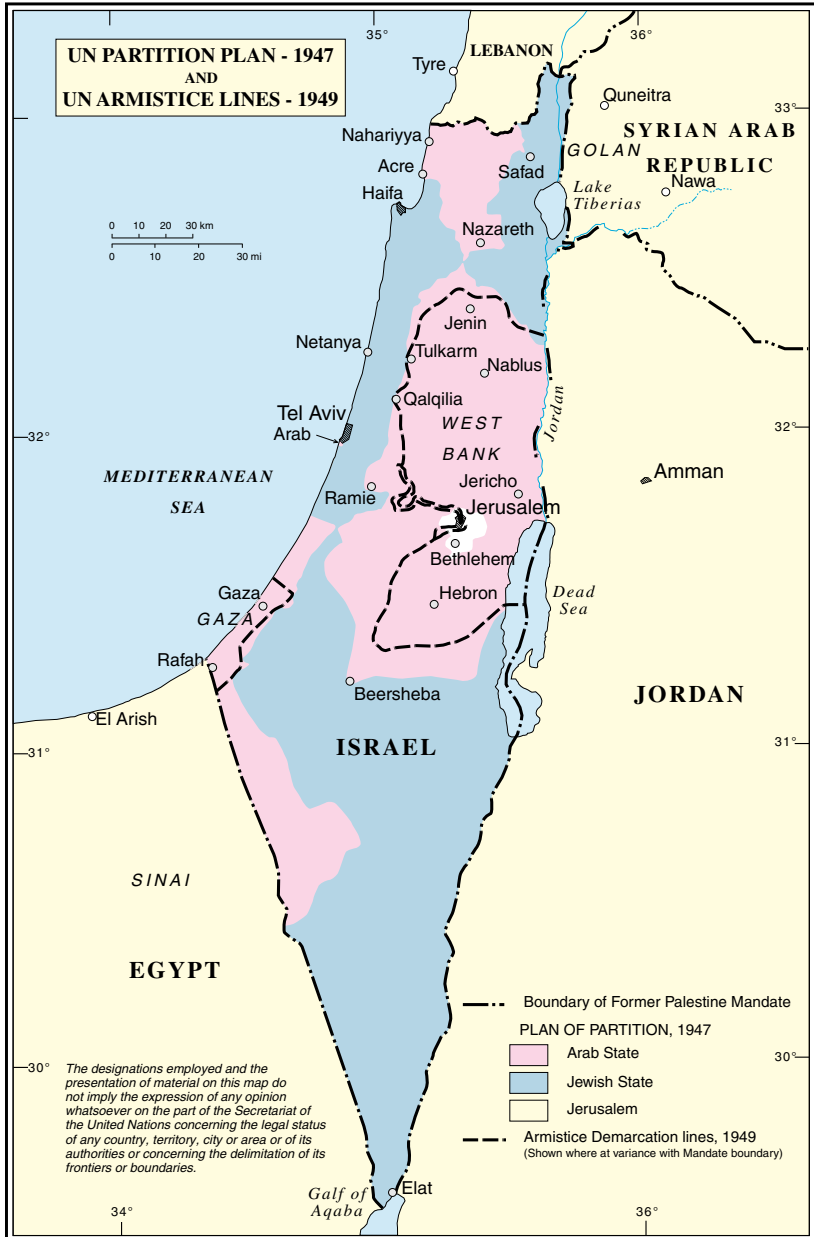 UN PARTITION PLAN - 1947
AND
UN ARMISTICE LINES - 1949
35°
36°
LEBANON
Tyre
Quneitra
33°
SYRIAN ARAB
REPUBLIC
GOLAN
Nahariyya
Acre
Safad
Haifa
Lake
Tiberias
Nawa
0 10 20 30 km
0 10 20 30 mi
Nazareth
Jenin
Netanya
Tulkarm
Nablus
Qalqilia
Jordan
Tel Aviv
Arab
WEST
BANK
32°
32°
MEDITERRANEAN
SEA
Ramie
Jericho
Amman
Jerusalem
Bethlehem
Gaza
GAZA
Hebron
Dead
Sea
Rafah
Beersheba
JORDAN
El Arish
ISRAEL
31°
31°
SINAI
EGYPT
Boundary of Former Palestine Mandate
PLAN OF PARTITION, 1947
Arab State
Jewish State
Jerusalem
Armistice Demarcation lines, 1949
(Shown where at variance with Mandate boundary)
30°
30°
The designations employed and the
presentation of material on this map do
not imply the expression of any opinion
whatsoever on the part of the Secretariat of
the United Nations concerning the legal status
of any country, territory, city or area or of its
authorities or concerning the delimitation of its
frontiers or boundaries.
Galf of
Aqaba
Elat
34°
36°